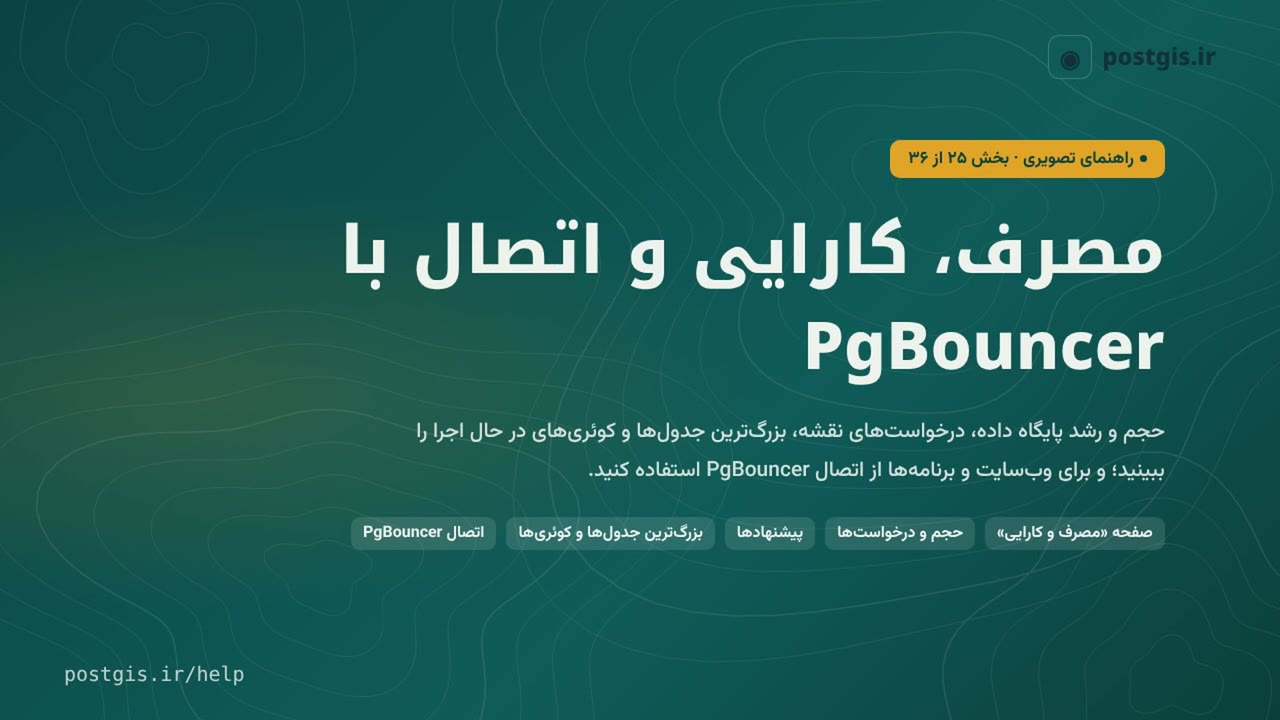 postgis.ir
• راهنمای تصویری · بخش ۲۵ از ۳۶
مصرف، کارایی و اتصال با
PgBouncer
حجم و رشد پایگاه داده، درخواست‌های نقشه، بزرگ‌ترین جدول‌ها و کوئری‌های در حال اجرا را
ببینید؛ و برای وب‌سایت و برنامه‌ها از اتصال PgBouncer استفاده کنید.
صفحه «مصرف و کارایی» حجم و درخواست‌ها پیشنهادها بزرگ‌ترین جدول‌ها و کوئری‌ها اتصال PgBouncer
postgis.ir/help